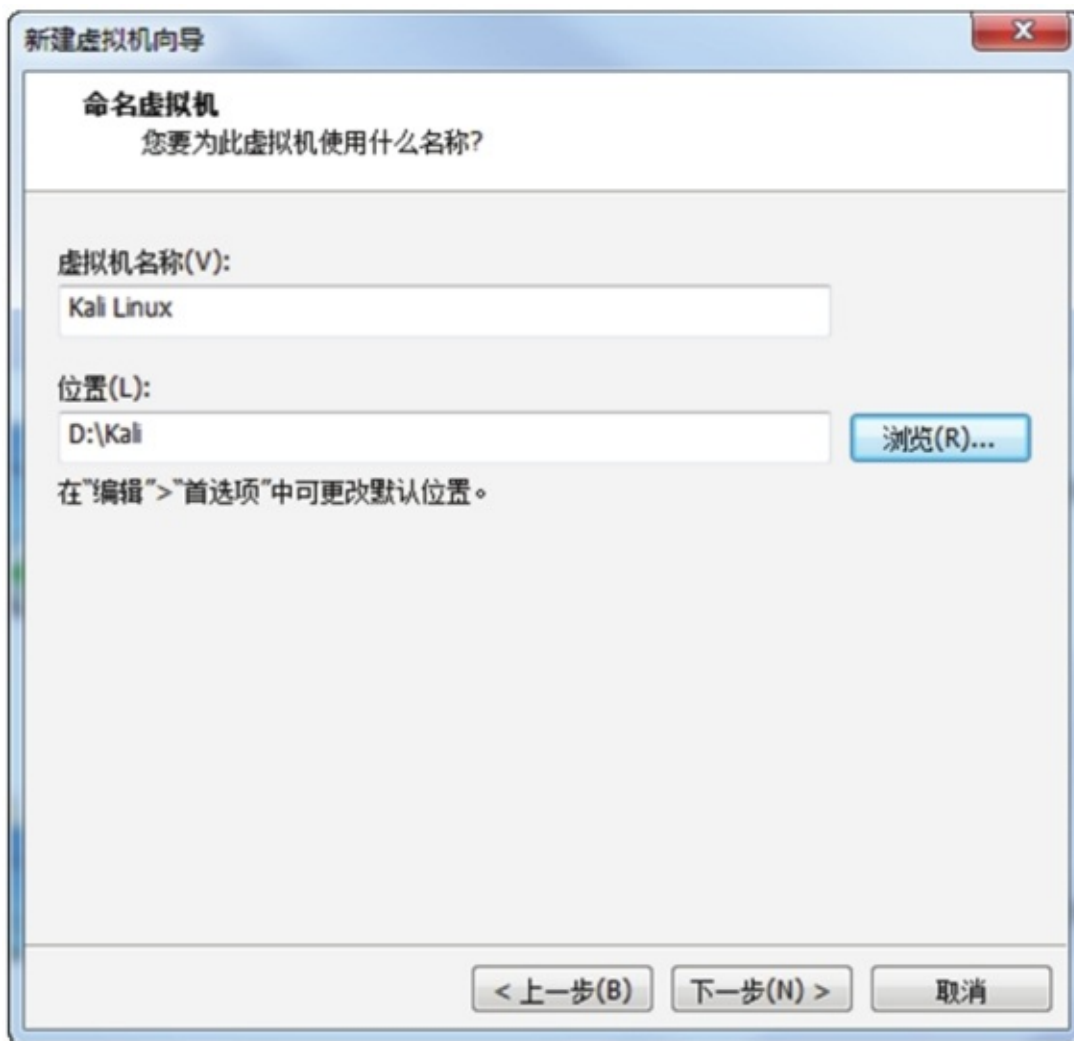 新建虚拟机向导
命名虚拟机
您要为此虚拟机使用什么名称?
虚拟机名称(V):
Kali Linux
位置(L):
D:\Kali
浏览(R)...
在"编辑">"首选项"中可更改默认位置。
< 上一步(B)
下一步(N) >
取消